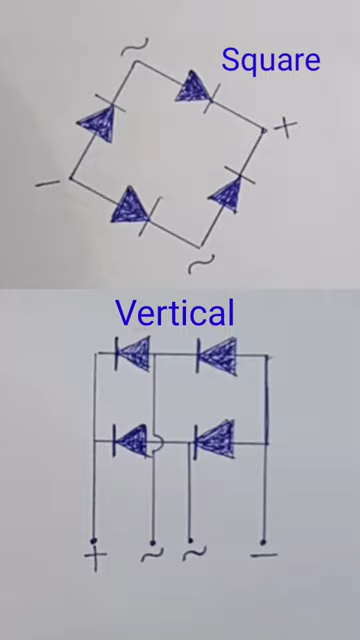 ~
Square
+
−
~
Vertical
+ ~ ~ −